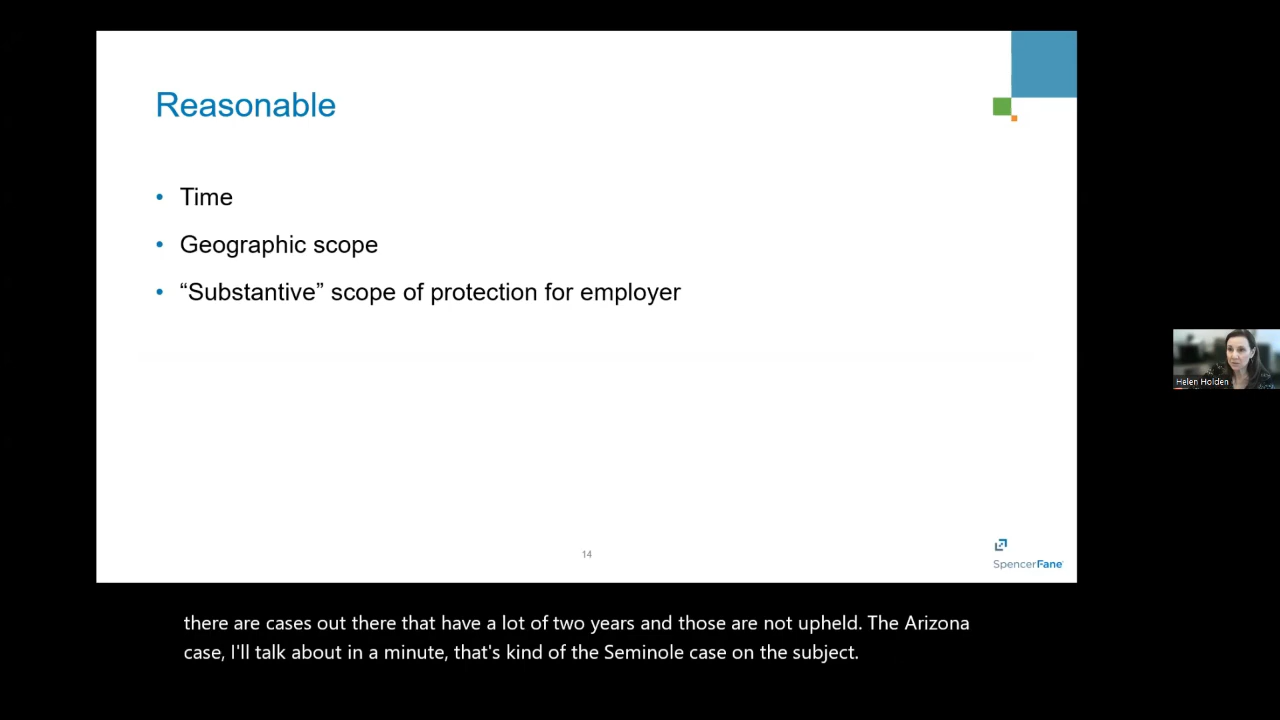 Reasonable
• Time
• Geographic scope
• “Substantive” scope of protection for employer
Helen Holden
14
SpencerFane
there are cases out there that have a lot of two years and those are not upheld. The Arizona
case, I'll talk about in a minute, that's kind of the Seminole case on the subject.